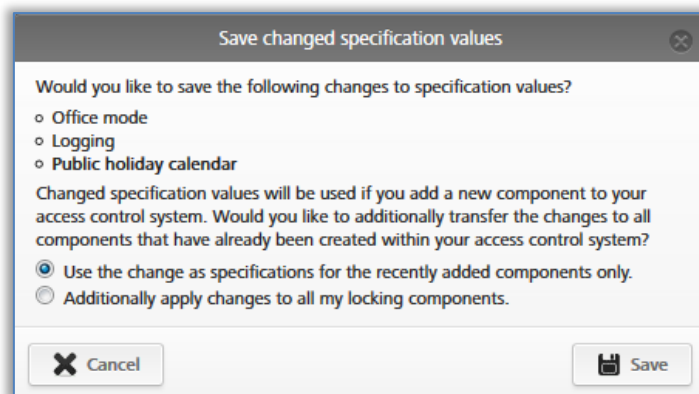 Save changed specification values
Would you like to save the following changes to specification values?
Office mode
Logging
Public holiday calendar
Changed specification values will be used if you add a new component to your
access control system. Would you like to additionally transfer the changes to all
components that have already been created within your access control system?
Use the change as specifications for the recently added components only.
Additionally apply changes to all my locking components.
Cancel
Save